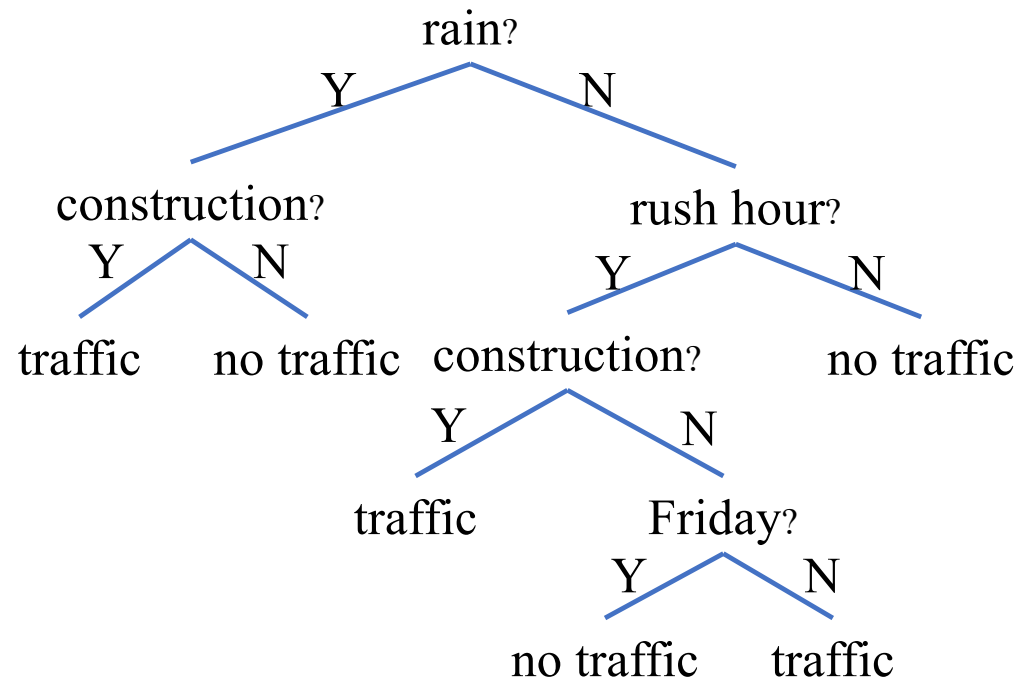 rain?
Y N
construction? rush hour?
Y N Y N
traffic no traffic construction? no traffic
Y N
traffic Friday?
Y N
no traffic traffic